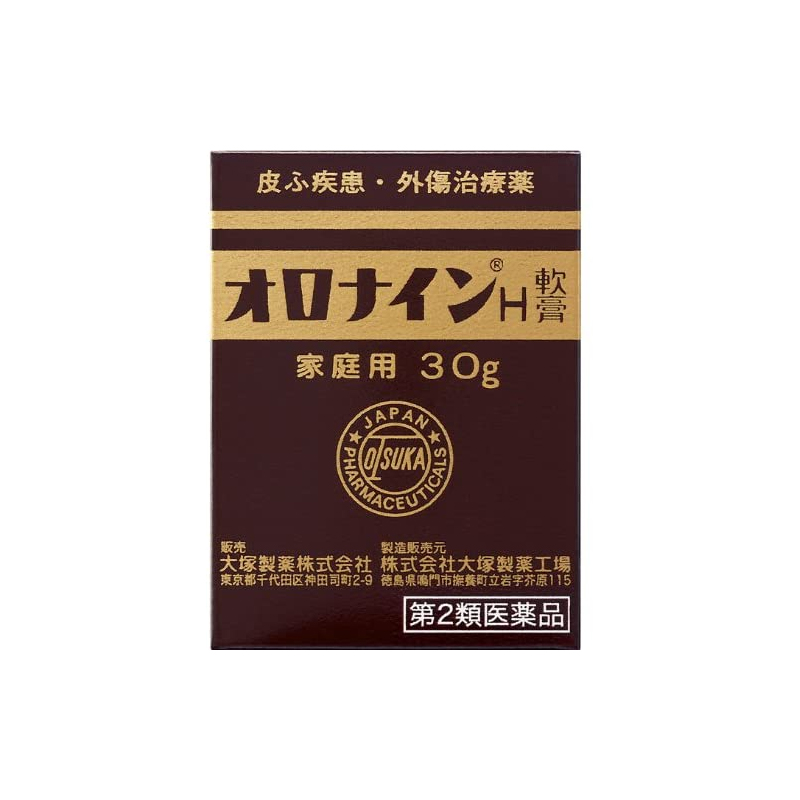 皮ふ疾患・外傷治療薬
オロナイン®H軟膏
家庭用 30g
JAPAN
OTSUKA
PHARMACEUTICALS
販売
大塚製薬株式会社
東京都千代田区神田司町2-9
製造販売元
株式会社大塚製薬工場
徳島県鳴門市撫養町立岩字芥原115
第2類医薬品